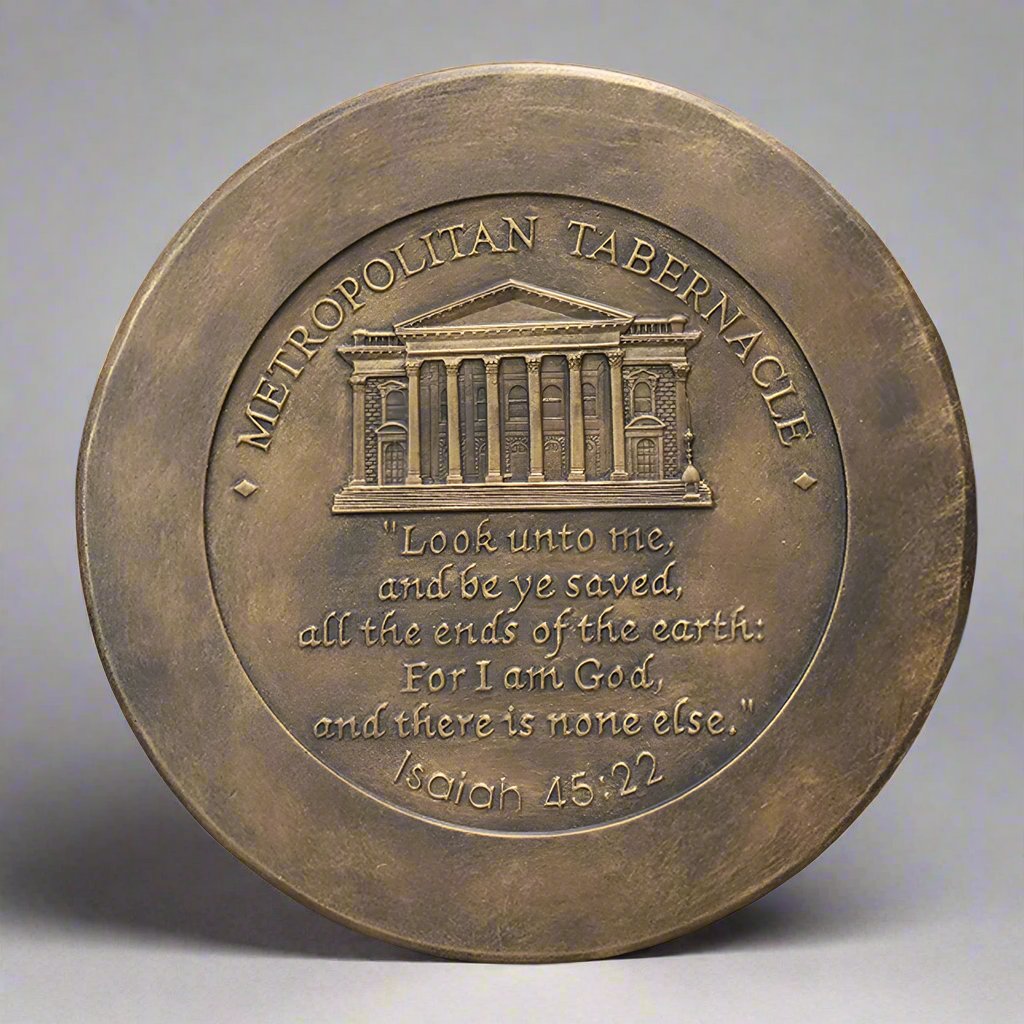 METROPOLITAN TABERNACLE
"Look unto me,
and be ye saved,
all the ends of the earth:
For I am God,
and there is none else."
Isaiah 45:22